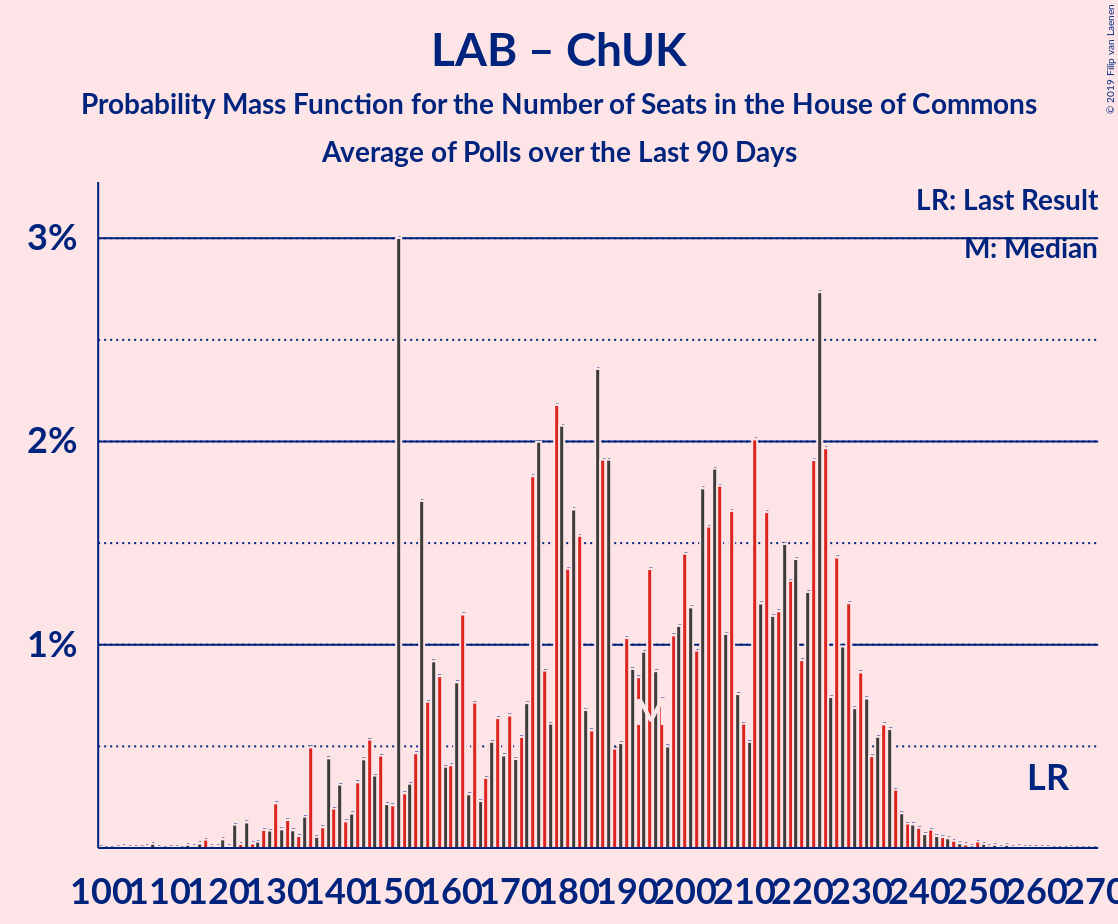 LAB – ChUK
Probability Mass Function for the Number of Seats in the House of Commons
Average of Polls over the Last 90 Days
© 2019 Filip van Laenen
LR: Last Result
M: Median
3%
2%
1%
M
LR
100 110 120 130 140 150 160 170 180 190 200 210 220 230 240 250 260 270